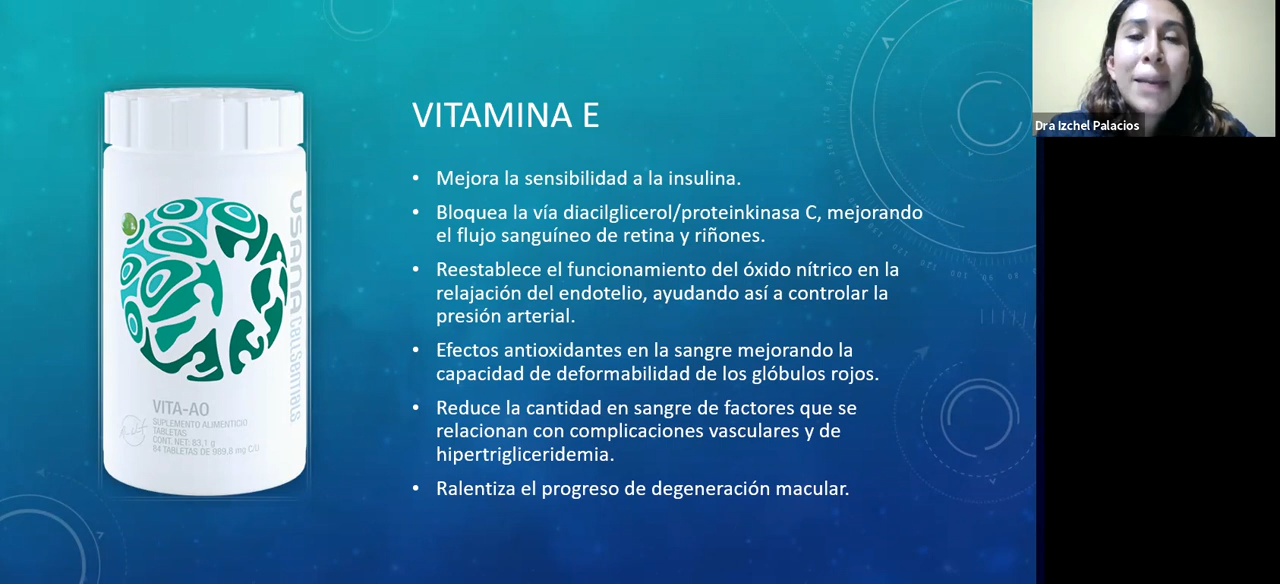 VITAMINA E
• Mejora la sensibilidad a la insulina.
• Bloquea la vía diacilglicerol/proteinkinasa C, mejorando
el flujo sanguíneo de retina y riñones.
• Reestablece el funcionamiento del óxido nítrico en la
relajación del endotelio, ayudando así a controlar la
presión arterial.
• Efectos antioxidantes en la sangre mejorando la
capacidad de deformabilidad de los glóbulos rojos.
• Reduce la cantidad en sangre de factores que se
relacionan con complicaciones vasculares y de
hipertrigliceridemia.
• Ralentiza el progreso de degeneración macular.
USANA CELLSENTIALS
VITA-AO
SUPLEMENTO ALIMENTICIO
TABLETAS
CONT. NET: 83,1 g
84 TABLETAS DE 989,8 mg C/U
Dra Izchel Palacios